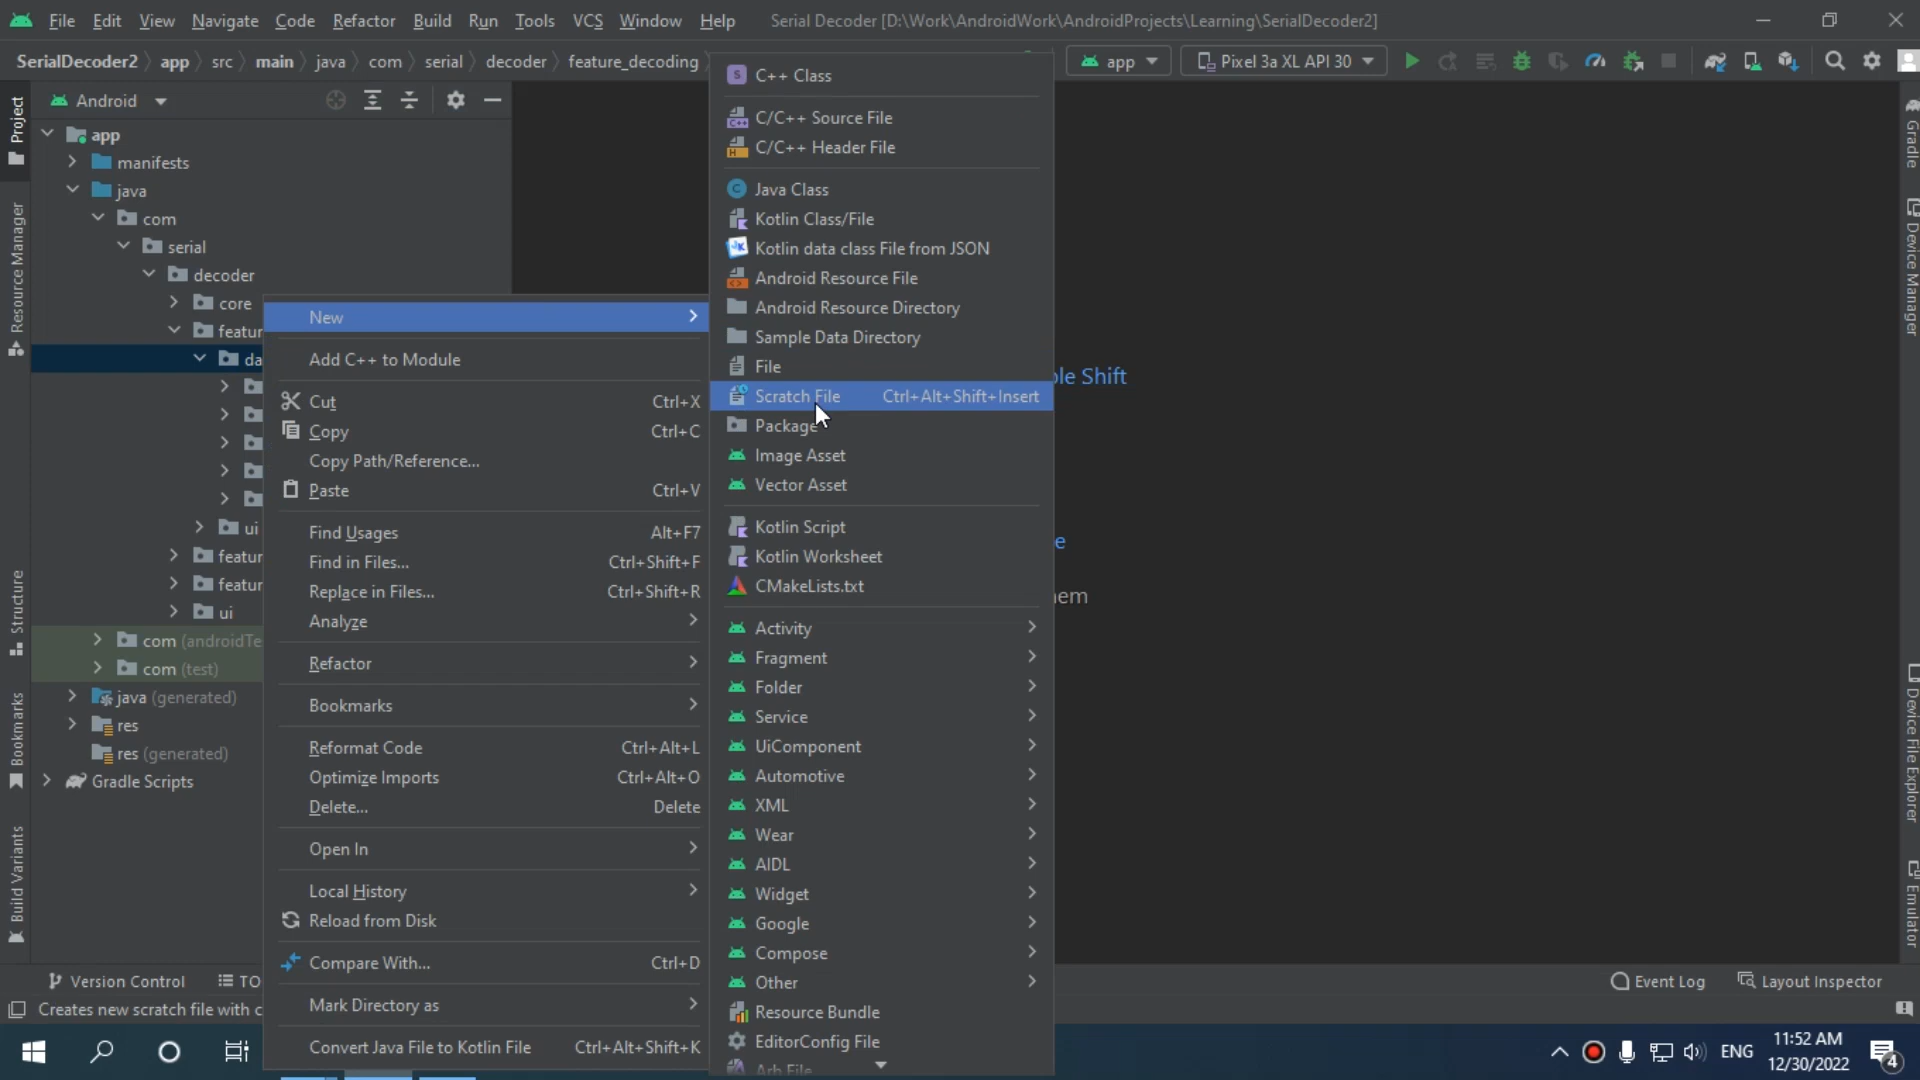 File Edit View Navigate Code Refactor Build Run Tools VCS Window Help Serial Decoder [D:\Work\AndroidWork\AndroidProjects\Learning\SerialDecoder2]
SerialDecoder2 app src main java com serial decoder feature_decoding app Pixel 3a XL API 30
Android
app
manifests
java
com
serial
decoder
core
featur
da
ui
featur
featur
ui
com (androidTe
com (test)
java (generated)
res
res (generated)
Gradle Scripts
Project
Resource Manager
Structure
Bookmarks
Build Variants
New
Add C++ to Module
Cut Ctrl+X
Copy Ctrl+C
Copy Path/Reference...
Paste Ctrl+V
Find Usages Alt+F7
Find in Files... Ctrl+Shift+F
Replace in Files... Ctrl+Shift+R
Analyze
Refactor
Bookmarks
Reformat Code Ctrl+Alt+L
Optimize Imports Ctrl+Alt+O
Delete... Delete
Open In
Local History
Reload from Disk
Compare With... Ctrl+D
Mark Directory as
Convert Java File to Kotlin File Ctrl+Alt+Shift+K
C++ Class
C/C++ Source File
C/C++ Header File
Java Class
Kotlin Class/File
Kotlin data class File from JSON
Android Resource File
Android Resource Directory
Sample Data Directory
File
Scratch File Ctrl+Alt+Shift+Insert
Package
Image Asset
Vector Asset
Kotlin Script
Kotlin Worksheet
CMakeLists.txt
Activity
Fragment
Folder
Service
UiComponent
Automotive
XML
Wear
AIDL
Widget
Google
Compose
Other
Resource Bundle
EditorConfig File
le Shift
e
em
Gradle
Device Manager
Device File Explorer
Emulator
Version Control TO Event Log Layout Inspector
Creates new scratch file with c
ENG
11:52 AM
12/30/2022
4